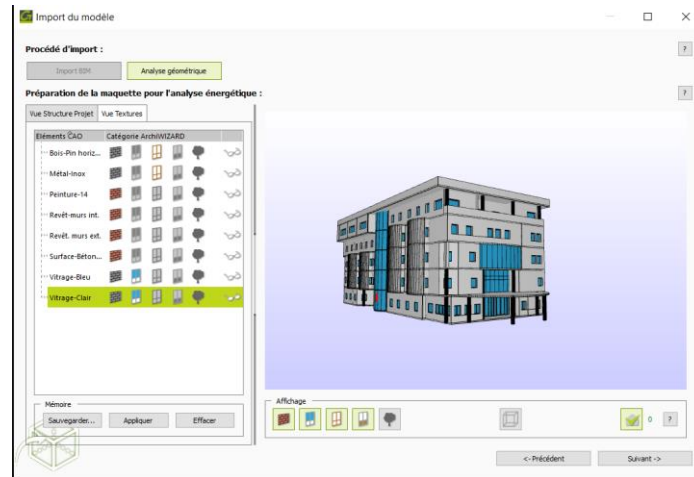 Import du modèle
Procédé d'import :
Import BIM
Analyse géométrique
Préparation de la maquette pour l'analyse énergétique :
Vue Structure Projet
Vue Textures
Eléments CAO
Catégorie ArchiWIZARD
Bois-Pin horiz...
Métal-Inox
Peinture-14
Revêt-murs int.
Revêt. murs ext.
Surface-Béton...
Vitrage-Bleu
Vitrage-Clair
Mémoire
Sauvegarder...
Appliquer
Effacer
Affichage
0
?
<- Précédent
Suivant ->